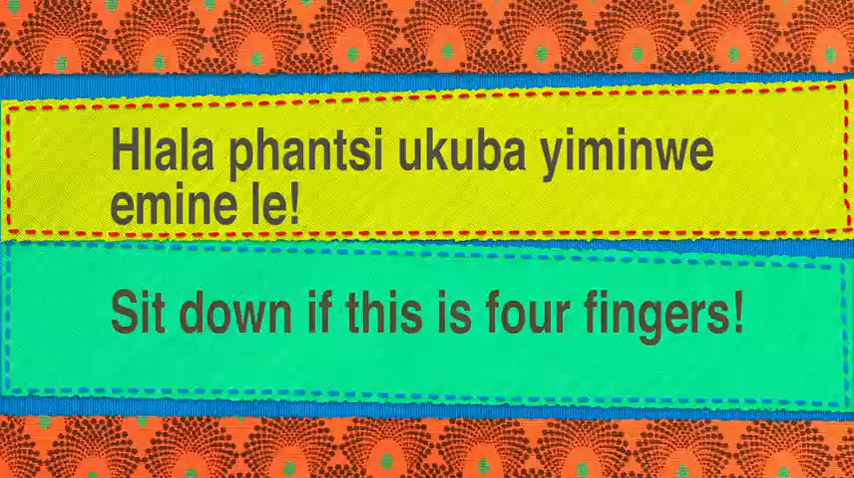 Hlala phantsi ukuba yiminwe
emine le!
Sit down if this is four fingers!